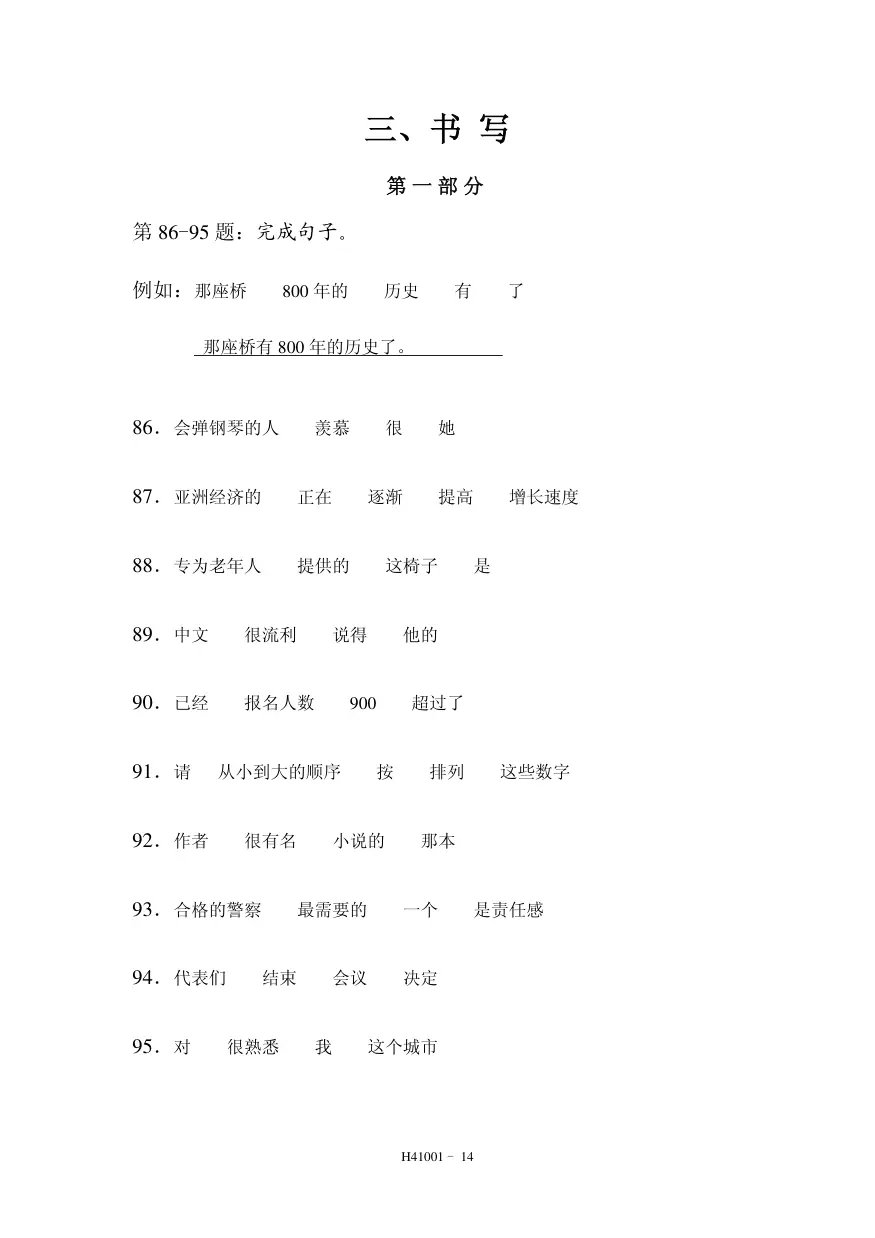 三、书 写
第 一 部 分
第 86-95 题：完成句子。
例如：那座桥 800 年的 历史 有 了
那座桥有 800 年的历史了。
86．会弹钢琴的人 羡慕 很 她
87．亚洲经济的 正在 逐渐 提高 增长速度
88．专为老年人 提供的 这椅子 是
89．中文 很流利 说得 他的
90．已经 报名人数 900 超过了
91．请 从小到大的顺序 按 排列 这些数字
92．作者 很有名 小说的 那本
93．合格的警察 最需要的 一个 是责任感
94．代表们 结束 会议 决定
95．对 很熟悉 我 这个城市
H41001﹣ 14